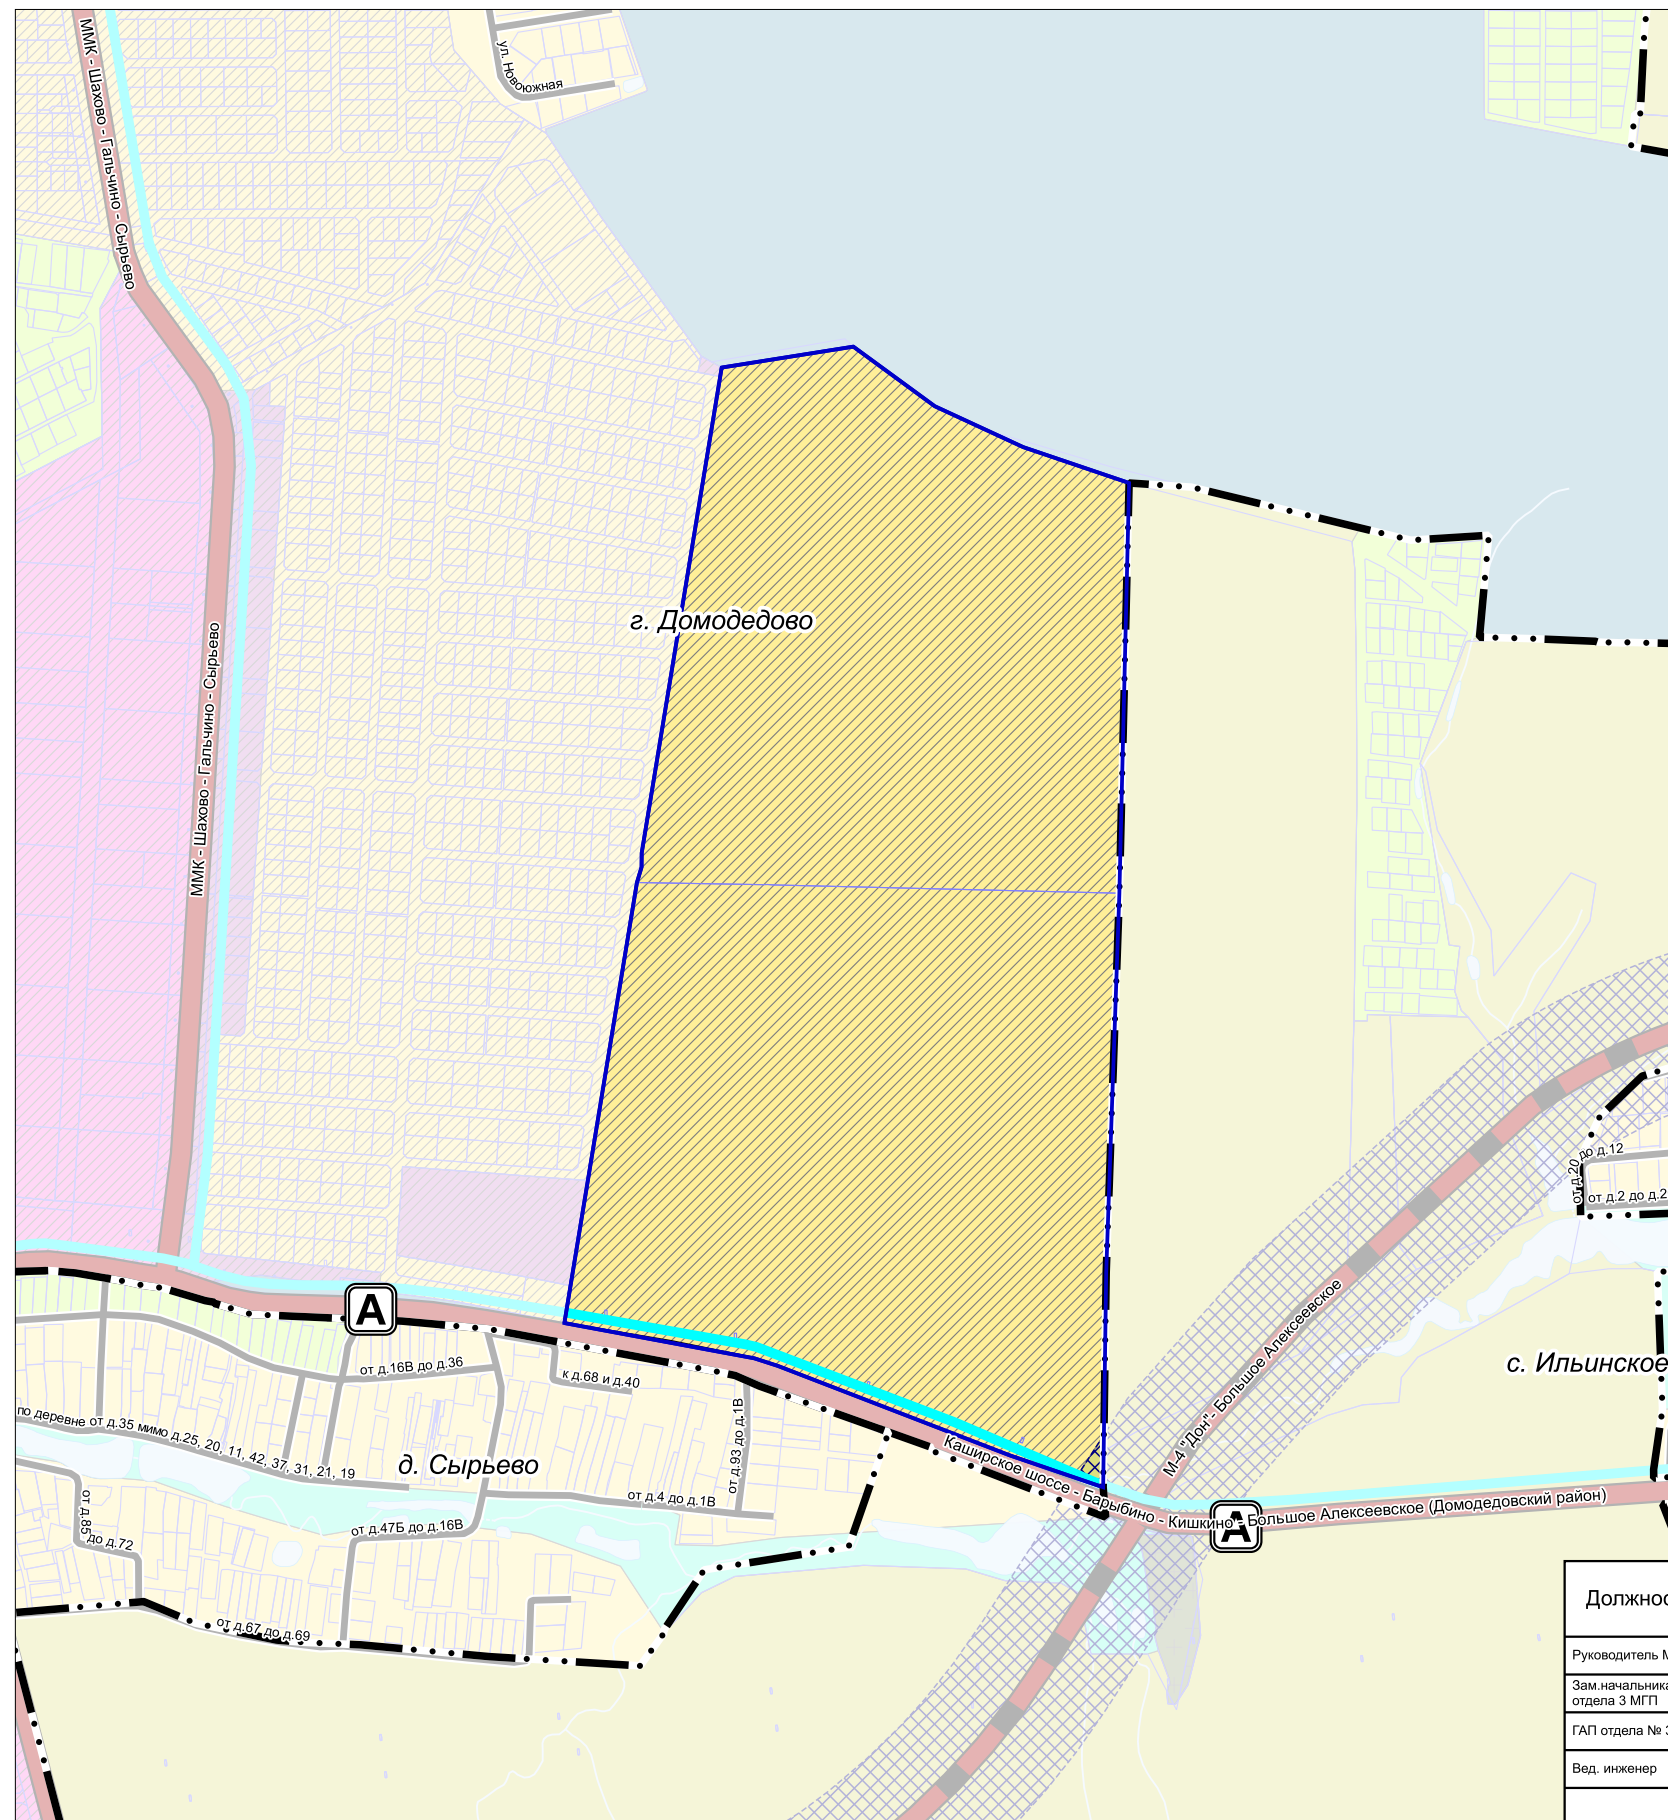 ул. Новоюжная
ММК - Шахово - Гальчино - Сырьево
г. Домодедово
ММК - Шахово - Гальчино - Сырьево
от д.20 до д.12
от д.2 до д.2
А
М-4 "Дон"- Большое Алексеевское
с. Ильинское
от д.16В до д.36
к д.68 и д.40
по деревне от д.35 мимо д.25, 20, 11, 42, 37, 31, 21, 19
от д.93 до д.1В
Каширское шоссе - Барыбино - Кишкино - Большое Алексеевское (Домодедовский район)
А
д. Сырьево
от д.4 до д.1В
от д.85 до д.72
от д.47Б до д.16В
от д.67 до д.69
Должнос
Руководитель М
Зам.начальника
отдела 3 МГП
ГАП отдела № 3
Вед. инженер